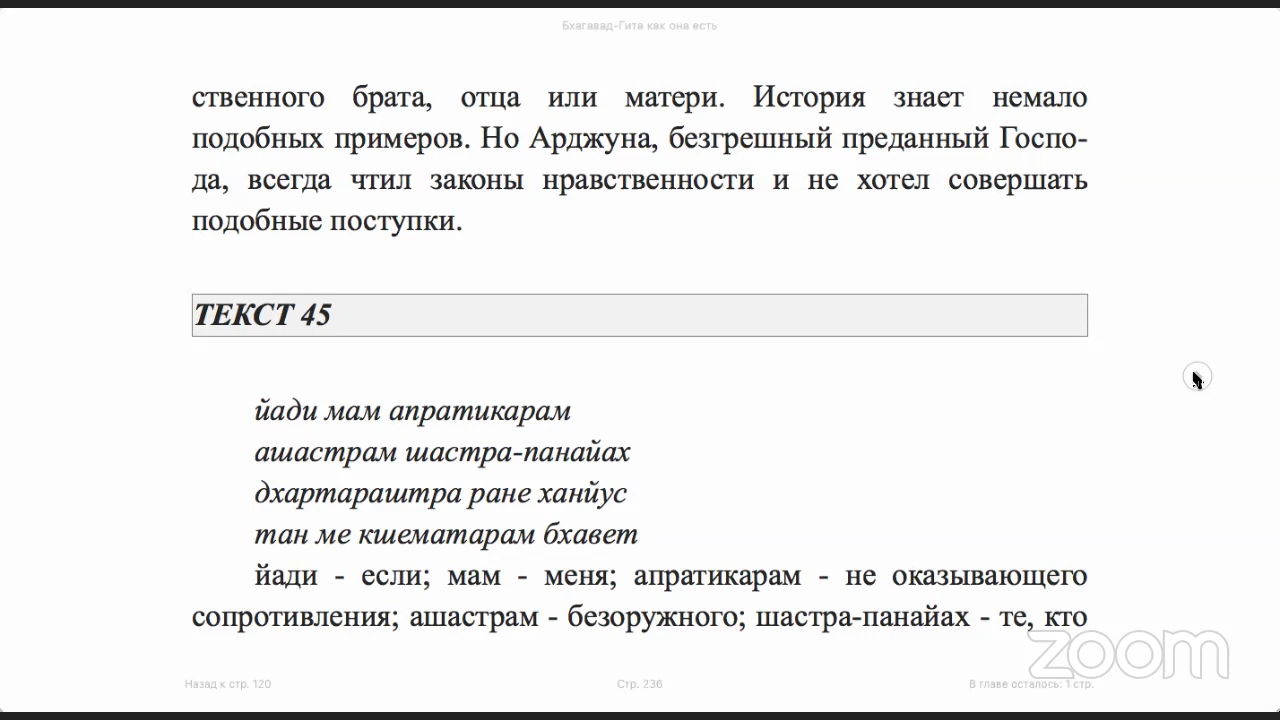 Бхагавад-Гита как она есть
ственного брата, отца или матери. История знает немало
подобных примеров. Но Арджуна, безгрешный преданный Госпо-
да, всегда чтил законы нравственности и не хотел совершать
подобные поступки.
ТЕКСТ 45
йади мам апратикарам
ашастрам шастра-панайах
дхартараштра ране ханйус
тан ме кшематарам бхавет
йади - если; мам - меня; апратикарам - не оказывающего
сопротивления; ашастрам - безоружного; шастра-панайах - те, кто
zoom
Назад к стр. 120
Стр. 236
В главе осталось: 1 стр.